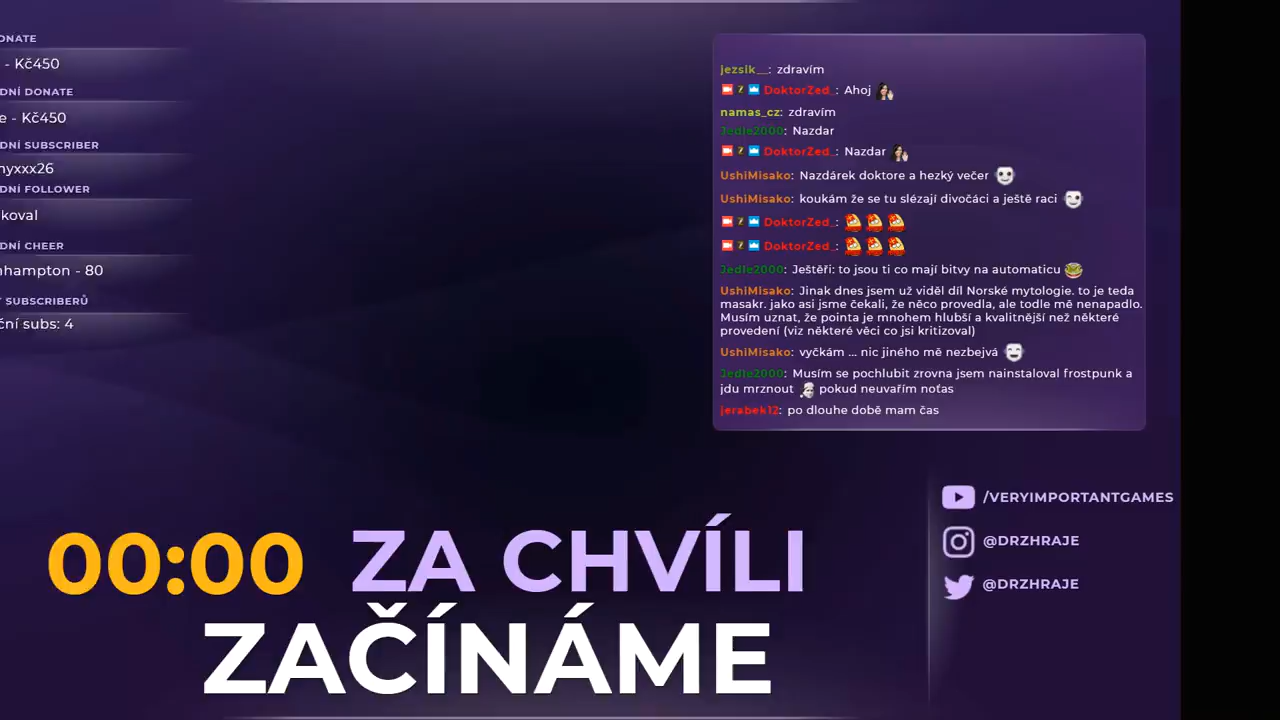 ONATE
- Kč450
DNÍ DONATE
e - Kč450
DNÍ SUBSCRIBER
nyxxx26
DNÍ FOLLOWER
koval
DNÍ CHEER
nhampton - 80
SUBSCRIBERŮ
ční subs: 4
jezsik__: zdravím
DoktorZed_: Ahoj
namas_cz: zdravím
Jedle2000: Nazdar
DoktorZed_: Nazdar
UshiMisako: Nazdárek doktore a hezký večer
UshiMisako: koukám že se tu slézají divočáci a ještě raci
DoktorZed_:
DoktorZed_:
Jedle2000: Ještěři: to jsou ti co mají bitvy na automaticu
UshiMisako: Jinak dnes jsem už viděl díl Norské mytologie. to je teda
masakr. jako asi jsme čekali, že něco provedla, ale todle mě nenapadlo.
Musím uznat, že pointa je mnohem hlubší a kvalitnější než některé
provedení (viz některé věci co jsi kritizoval)
UshiMisako: vyčkám ... nic jiného mě nezbejvá
Jedle2000: Musím se pochlubit zrovna jsem nainstaloval frostpunk a
jdu mrznout pokud neuvařím noťas
jerabek12: po dlouhe době mam čas
/VERYIMPORTANTGAMES
@DRZHRAJE
@DRZHRAJE
00:00 ZA CHVÍLI
ZAČÍNÁME